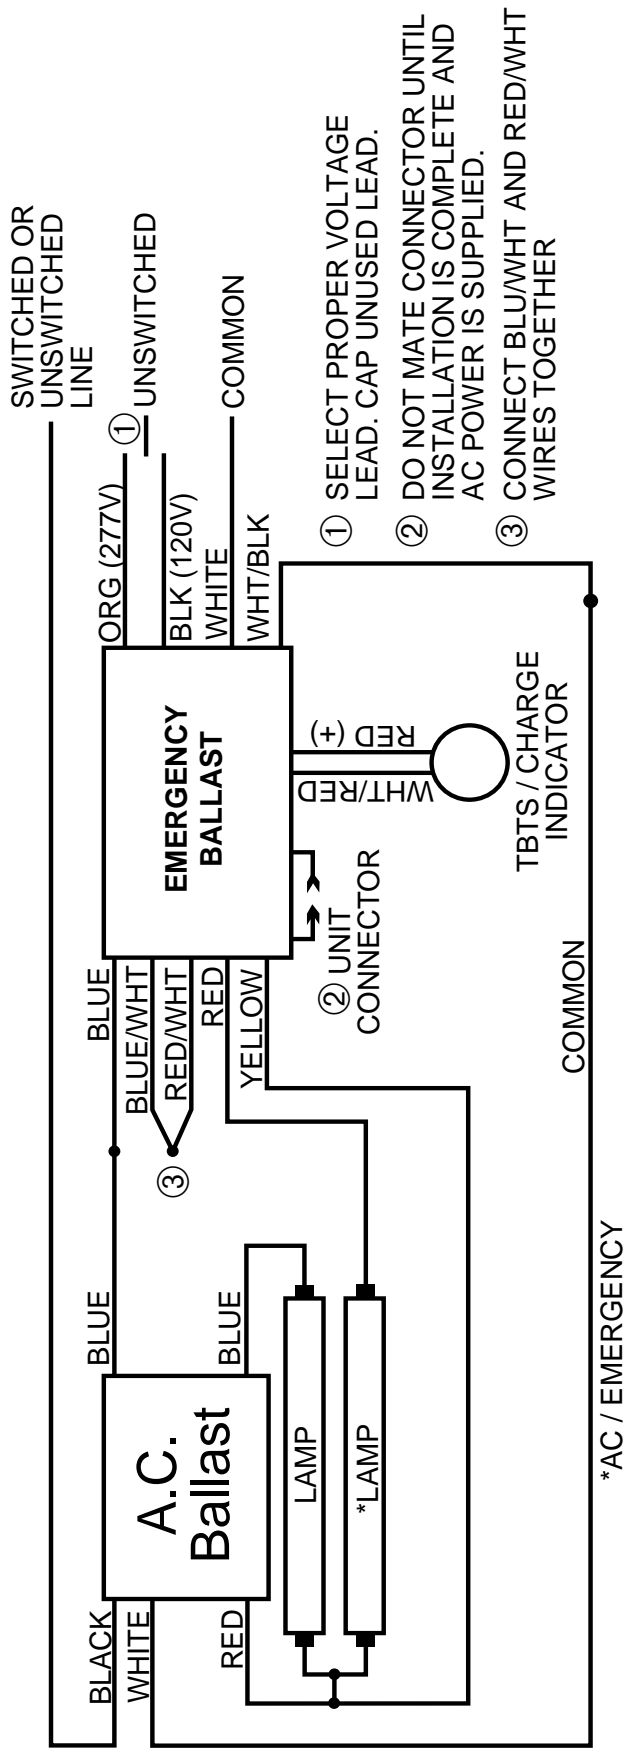 SWITCHED OR
UNSWITCHED
LINE
① UNSWITCHED
COMMON
ORG (277V)
BLK (120V)
WHITE
WHT/BLK
EMERGENCY
BALLAST
BLUE
BLUE/WHT
RED/WHT
RED
YELLOW
③
RED (+)
WHT/RED
② UNIT
CONNECTOR
TBTS / CHARGE
INDICATOR
BLUE
BLUE
A.C.
Ballast
BLACK
WHITE
RED
LAMP
*LAMP
COMMON
*AC / EMERGENCY
① SELECT PROPER VOLTAGE
LEAD. CAP UNUSED LEAD.
② DO NOT MATE CONNECTOR UNTIL
INSTALLATION IS COMPLETE AND
AC POWER IS SUPPLIED.
③ CONNECT BLU/WHT AND RED/WHT
WIRES TOGETHER